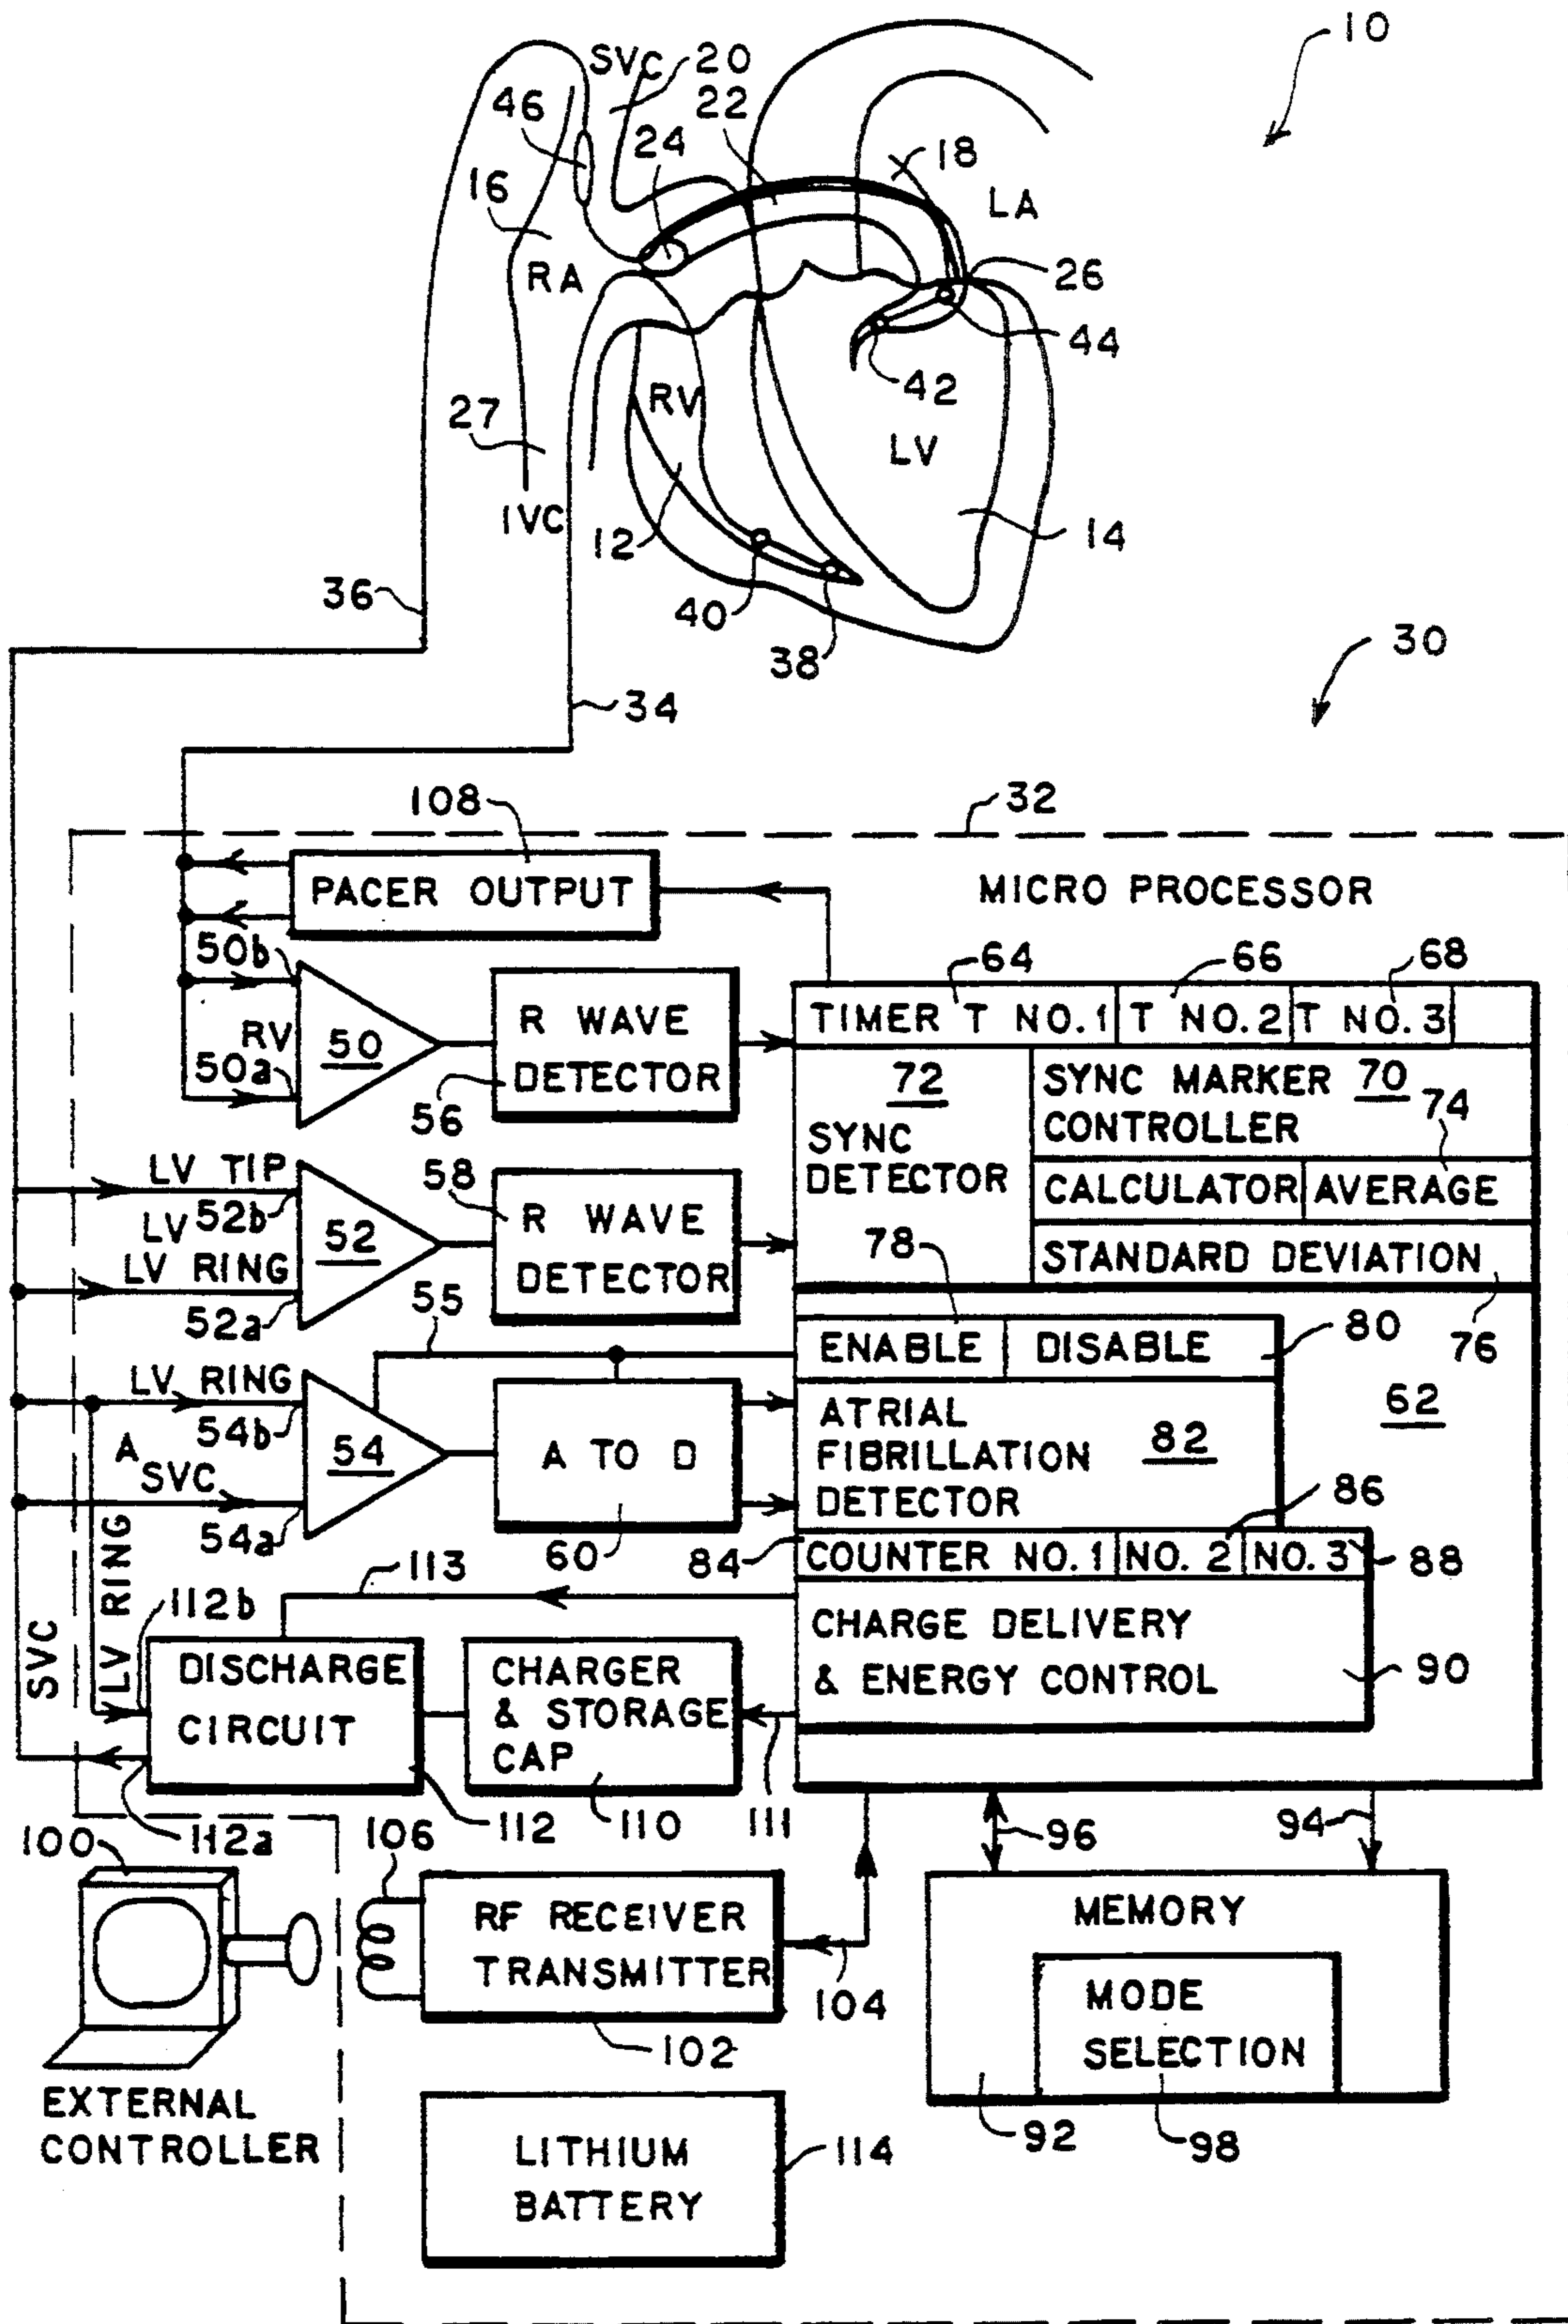 10
SVC
20
46
22
24
18
16
LA
RA
26
44
42
RV
27
LV
IVC
12
14
36
40
38
30
34
108
32
PACER OUTPUT
MICRO PROCESSOR
50b
64
66
68
TIMER T NO.1
T NO.2
T NO.3
RV
50
R WAVE
DETECTOR
50a
56
72
SYNC
DETECTOR
SYNC MARKER 70
CONTROLLER
74
LV TIP
52b
LV
LV RING
52a
52
58
R WAVE
DETECTOR
CALCULATOR
AVERAGE
78
STANDARD DEVIATION
76
55
ENABLE
DISABLE
80
LV RING
54b
A
SVC
54a
54
A TO D
60
ATRIAL
FIBRILLATION
DETECTOR
82
62
86
84
COUNTER NO.1
NO. 2
NO. 3
88
113
LV RING
SVC
112b
DISCHARGE
CIRCUIT
CHARGER
& STORAGE
CAP
CHARGE DELIVERY
& ENERGY CONTROL
90
112a
112
110
111
96
94
100
106
RF RECEIVER
TRANSMITTER
104
102
MEMORY
MODE
SELECTION
92
98
EXTERNAL
CONTROLLER
LITHIUM
BATTERY
114